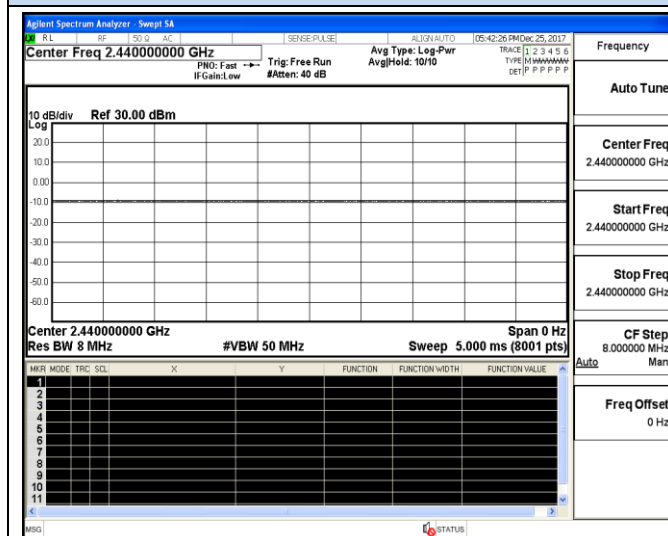 Agilent Spectrum Analyzer - Swept SA
RL RF 50 Ω AC SENSE:PULSE ALIGNAUTO 05:42:26 PM Dec 25, 2017
Center Freq 2.440000000 GHz
PNO: Fast
IFGain:Low
Trig: Free Run
#Atten: 40 dB
Avg Type: Log-Pwr
Avg|Hold: 10/10
TRACE 1 2 3 4 5 6
TYPE M WWWWW
DET P P P P P P
10 dB/div Ref 30.00 dBm
Log
20.0
10.0
0.00
-10.0
-20.0
-30.0
-40.0
-50.0
-60.0
Center 2.440000000 GHz Span 0 Hz
Res BW 8 MHz #VBW 50 MHz Sweep 5.000 ms (8001 pts)
MKR MODE TRC SCL X Y FUNCTION FUNCTION WIDTH FUNCTION VALUE
1
2
3
4
5
6
7
8
9
10
11
MSG STATUS
Frequency
Auto Tune
Center Freq
2.440000000 GHz
Start Freq
2.440000000 GHz
Stop Freq
2.440000000 GHz
CF Step
8.000000 MHz
Auto Man
Freq Offset
0 Hz